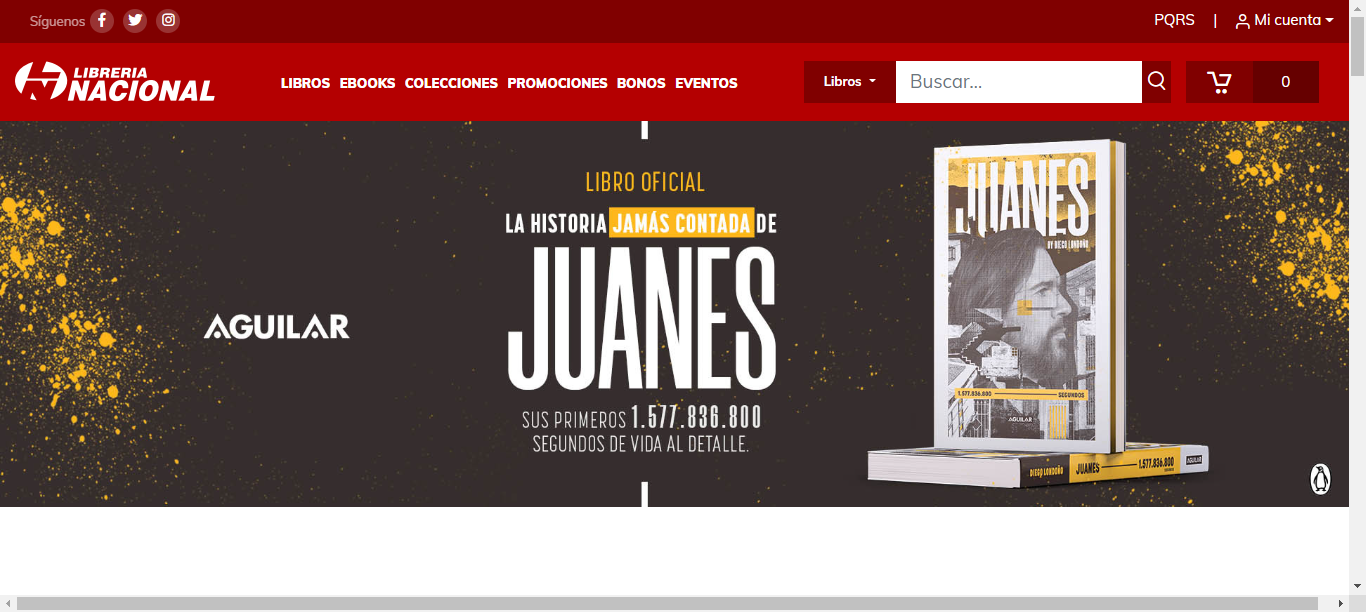 Síguenos
PQRS | Mi cuenta
LIBRERIA
NACIONAL
LIBROS EBOOKS COLECCIONES PROMOCIONES BONOS EVENTOS
Libros
Buscar...
0
LIBRO OFICIAL
LA HISTORIA JAMÁS CONTADA DE
JUANES
SUS PRIMEROS 1.577.836.800
SEGUNDOS DE VIDA AL DETALLE.
AGUILAR
JUANES
BY DIEGO LONDOÑO
1.577.836.800 SEGUNDOS
AGUILAR
DIEGO LONDOÑO JUANES 1.577.836.800 SEGUNDOS AGUILAR